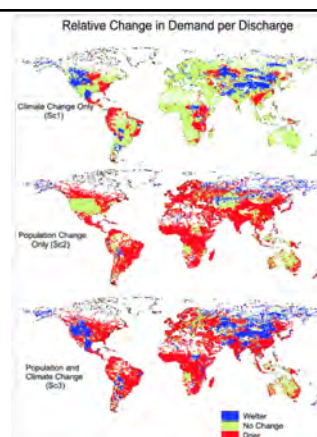 Relative Change in Demand per Discharge
Climate Change Only
(Sc1)
Population Change
Only (Sc2)
Population and
Climate Change
(Sc3)
Wetter
No Change
Drier